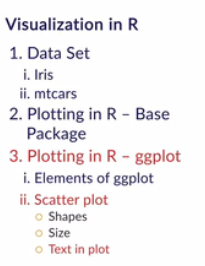 Visualization in R
1. Data Set
i. Iris
ii. mtcars
2. Plotting in R – Base
Package
3. Plotting in R – ggplot
i. Elements of ggplot
ii. Scatter plot
Shapes
Size
Text in plot